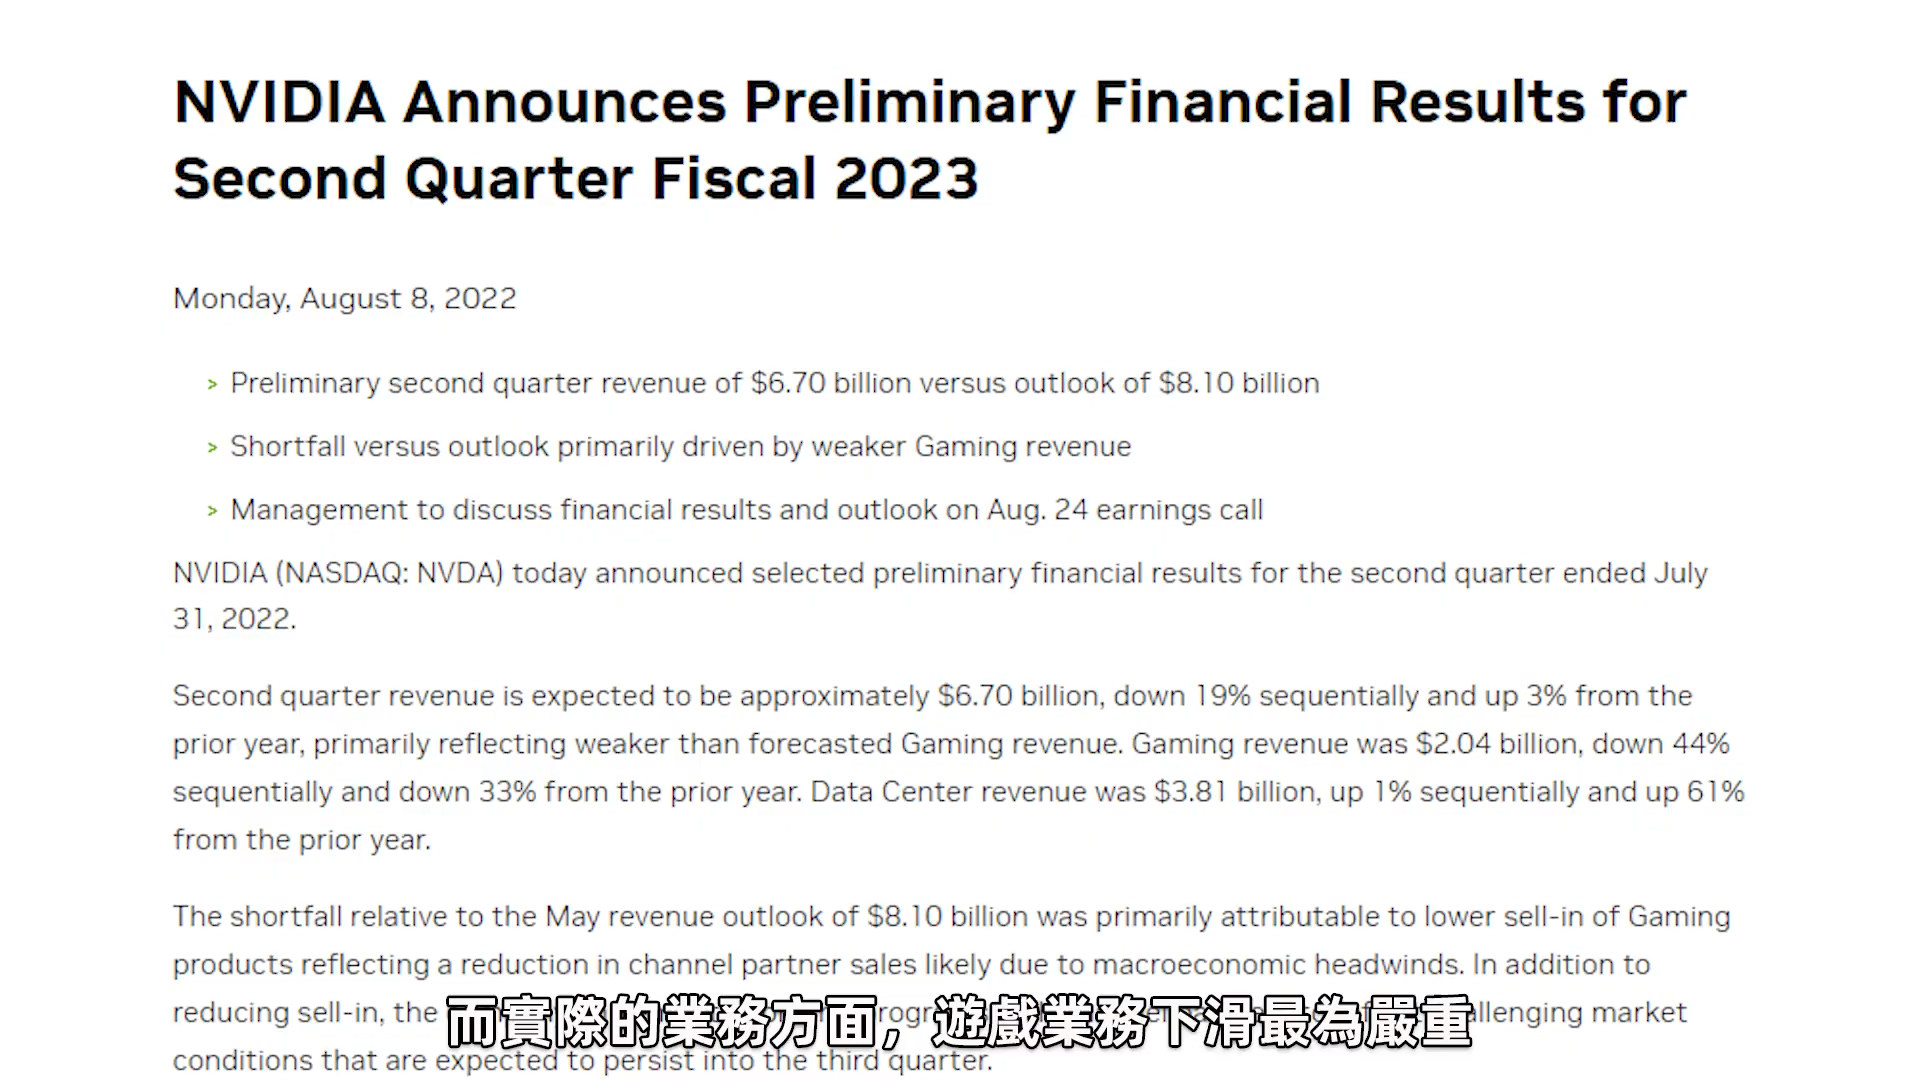 NVIDIA Announces Preliminary Financial Results for
Second Quarter Fiscal 2023
Monday, August 8, 2022
> Preliminary second quarter revenue of $6.70 billion versus outlook of $8.10 billion
> Shortfall versus outlook primarily driven by weaker Gaming revenue
> Management to discuss financial results and outlook on Aug. 24 earnings call
NVIDIA (NASDAQ: NVDA) today announced selected preliminary financial results for the second quarter ended July
31, 2022.
Second quarter revenue is expected to be approximately $6.70 billion, down 19% sequentially and up 3% from the
prior year, primarily reflecting weaker than forecasted Gaming revenue. Gaming revenue was $2.04 billion, down 44%
sequentially and down 33% from the prior year. Data Center revenue was $3.81 billion, up 1% sequentially and up 61%
from the prior year.
The shortfall relative to the May revenue outlook of $8.10 billion was primarily attributable to lower sell-in of Gaming
products reflecting a reduction in channel partner sales likely due to macroeconomic headwinds. In addition to
reducing sell-in, the market
conditions that are expected to persist into the third quarter.
而實際的業務方面，遊戲業務下滑最為嚴重